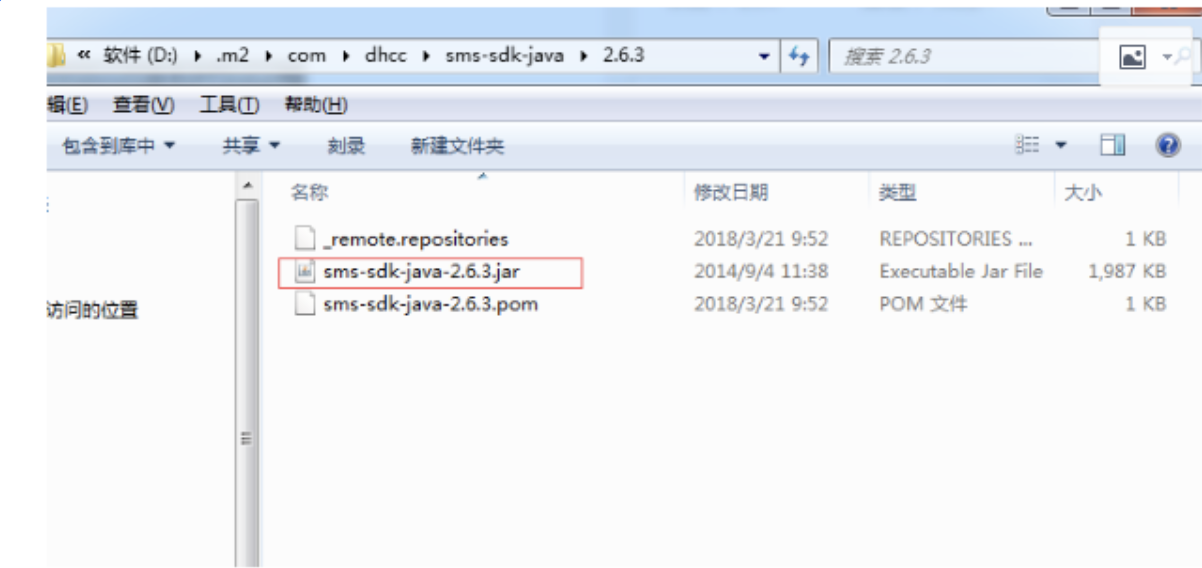 « 软件 (D:) ▸ .m2 ▸ com ▸ dhcc ▸ sms-sdk-java ▸ 2.6.3 搜索 2.6.3
辑(E) 查看(V) 工具(T) 帮助(H)
包含到库中 共享 刻录 新建文件夹
名称 修改日期 类型 大小
_remote.repositories 2018/3/21 9:52 REPOSITORIES ... 1 KB
sms-sdk-java-2.6.3.jar 2014/9/4 11:38 Executable Jar File 1,987 KB
sms-sdk-java-2.6.3.pom 2018/3/21 9:52 POM 文件 1 KB
访问的位置